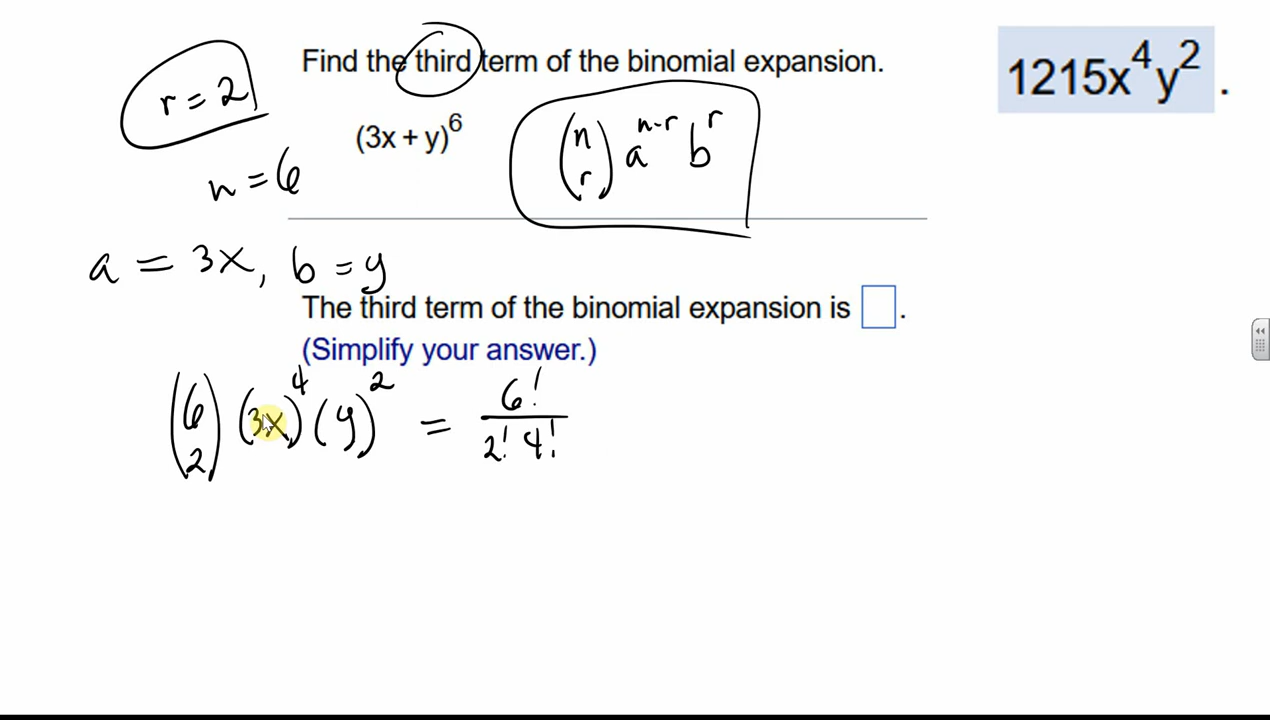 Find the third term of the binomial expansion.
1215x⁴y².
r = 2
(3x + y)⁶
(n r) a^(n-r) b^r
n = 6
a = 3x, b = y
The third term of the binomial expansion is .
(Simplify your answer.)
(6 2) (3x)⁴ (y)² = 6! / 2! 4!